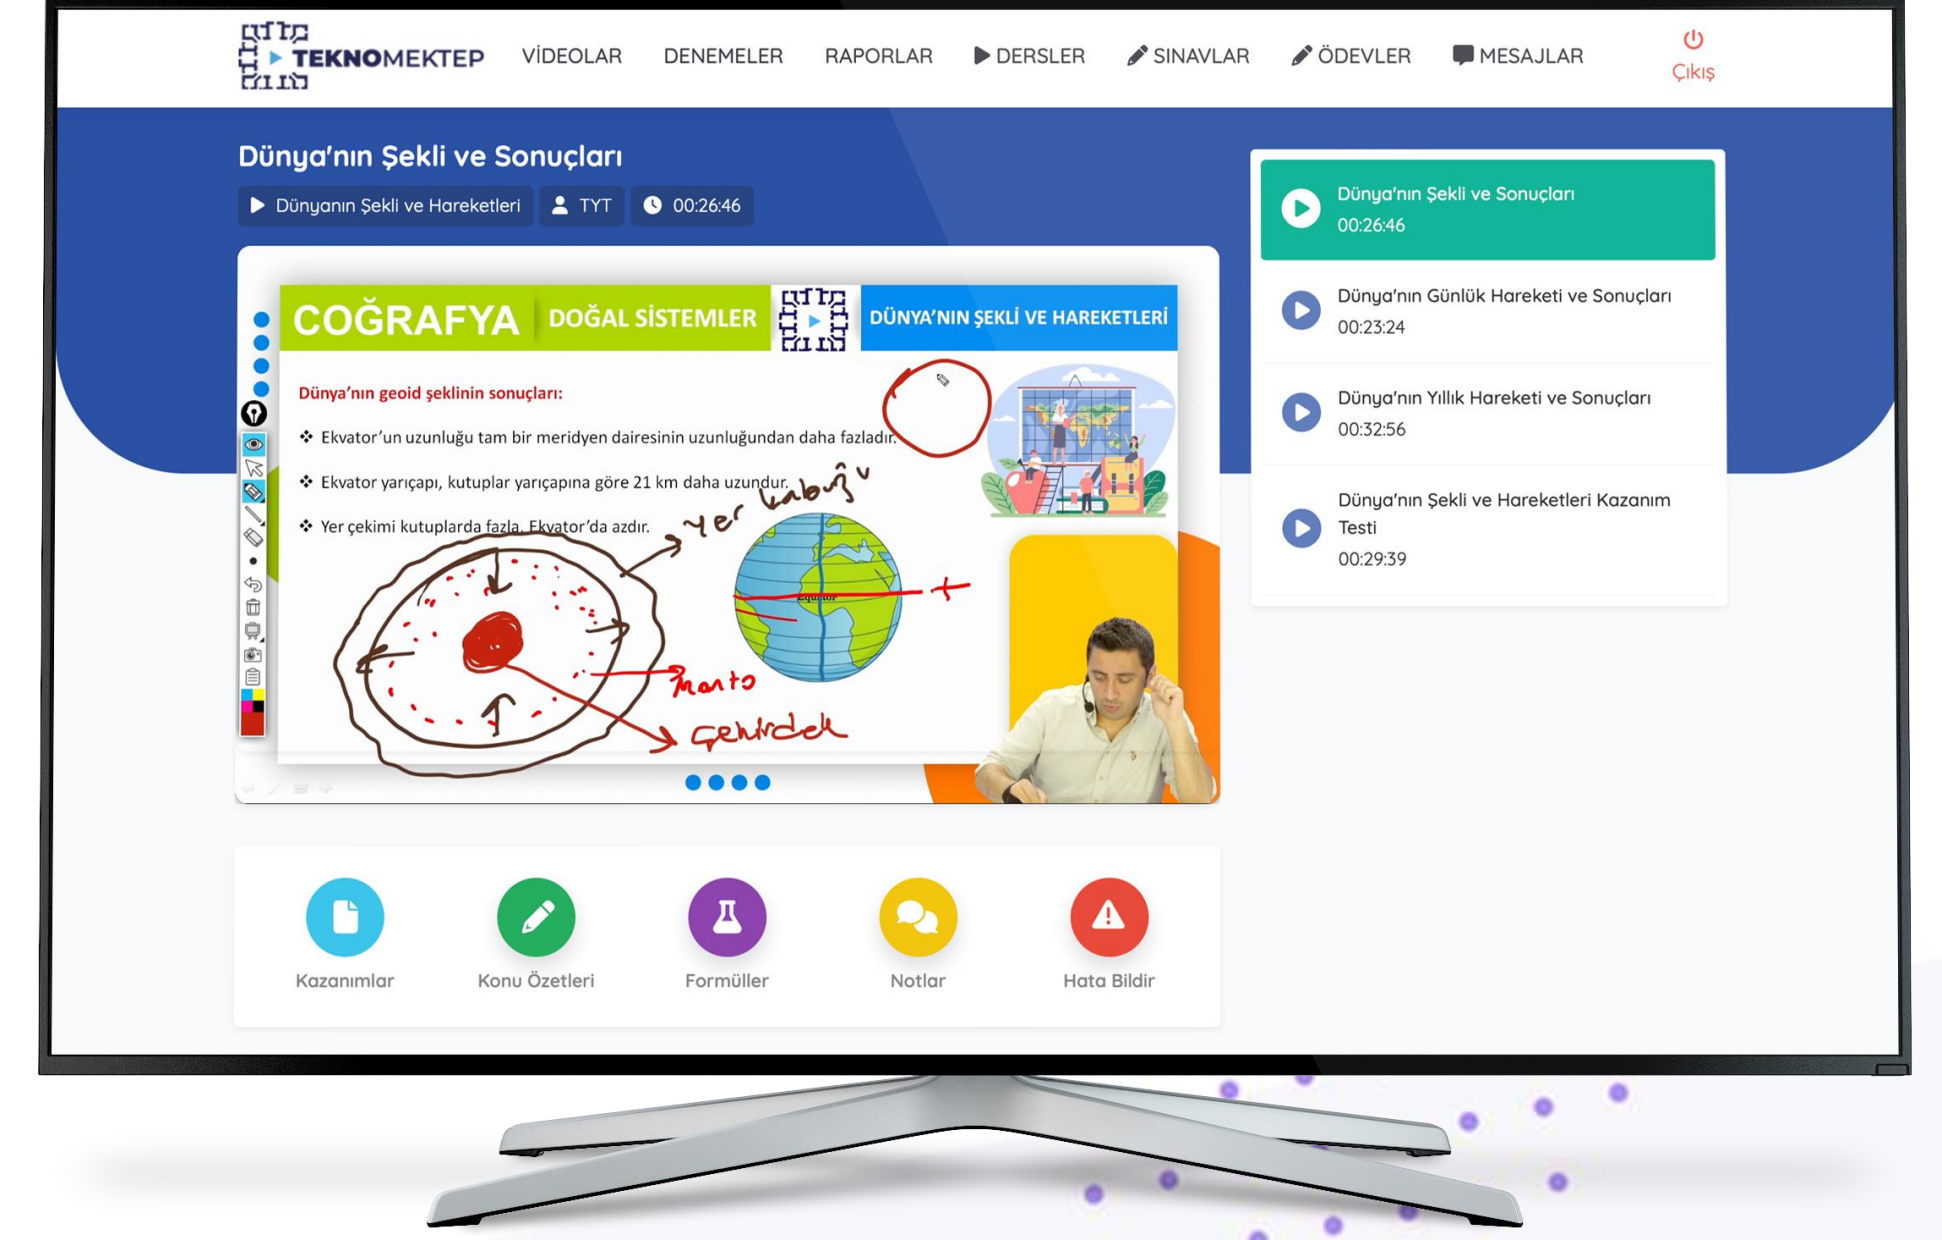 TEKNOMEKTEP
VİDEOLAR
DENEMELER
RAPORLAR
DERSLER
SINAVLAR
ÖDEVLER
MESAJLAR
Çıkış
Dünya'nın Şekli ve Sonuçları
Dünyanın Şekli ve Hareketleri
TYT
00:26:46
COĞRAFYA
DOĞAL SİSTEMLER
DÜNYA'NIN ŞEKLİ VE HAREKETLERİ
Dünya'nın geoid şeklinin sonuçları:
❖ Ekvator'un uzunluğu tam bir meridyen dairesinin uzunluğundan daha fazladır.
❖ Ekvator yarıçapı, kutuplar yarıçapına göre 21 km daha uzundur.
❖ Yer çekimi kutuplarda fazla, Ekvator'da azdır.
Yer kabuğu
Equator
Manto
Çekirdek
Dünya'nın Şekli ve Sonuçları
00:26:46
Dünya'nın Günlük Hareketi ve Sonuçları
00:23:24
Dünya'nın Yıllık Hareketi ve Sonuçları
00:32:56
Dünya'nın Şekli ve Hareketleri Kazanım
Testi
00:29:39
Kazanımlar
Konu Özetleri
Formüller
Notlar
Hata Bildir